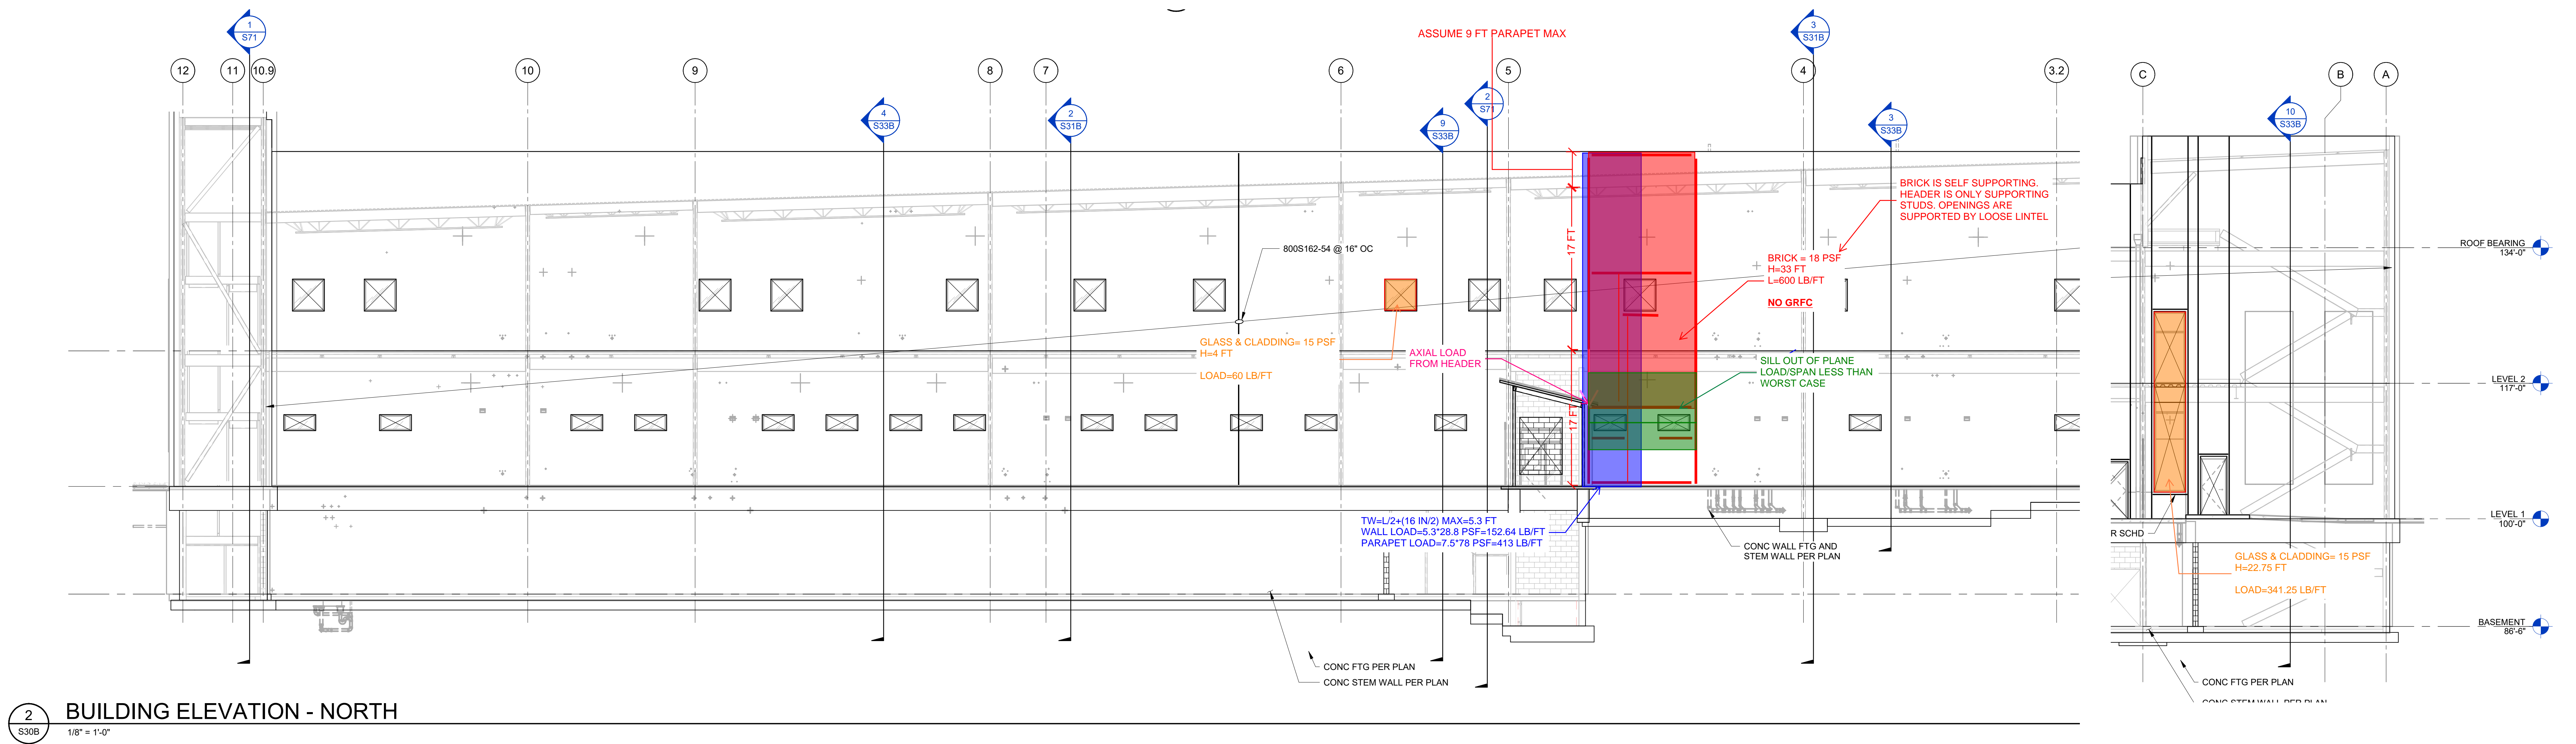 ASSUME 9 FT PARAPET MAX
1
S71
3
S31B
12
11
10.9
10
9
8
7
6
5
4
3.2
C
B
A
4
S33B
2
S31B
9
S33B
2
S71
3
S33B
10
S33B
BRICK IS SELF SUPPORTING.
HEADER IS ONLY SUPPORTING
STUDS. OPENINGS ARE
SUPPORTED BY LOOSE LINTEL
17 FT
800S162-54 @ 16" OC
BRICK = 18 PSF
H=33 FT
L=600 LB/FT
NO GRFC
ROOF BEARING
134'-0"
GLASS & CLADDING= 15 PSF
H=4 FT
LOAD=60 LB/FT
AXIAL LOAD
FROM HEADER
SILL OUT OF PLANE
LOAD/SPAN LESS THAN
WORST CASE
LEVEL 2
117'-0"
17 FT
TW=L/2+(16 IN/2) MAX=5.3 FT
WALL LOAD=5.3*28.8 PSF=152.64 LB/FT
PARAPET LOAD=7.5*78 PSF=413 LB/FT
CONC WALL FTG AND
STEM WALL PER PLAN
LEVEL 1
100'-0"
R SCHD
GLASS & CLADDING= 15 PSF
H=22.75 FT
LOAD=341.25 LB/FT
BASEMENT
86'-6"
CONC FTG PER PLAN
CONC STEM WALL PER PLAN
CONC FTG PER PLAN
CONC STEM WALL PER PLAN
2
S30B
BUILDING ELEVATION - NORTH
1/8" = 1'-0"